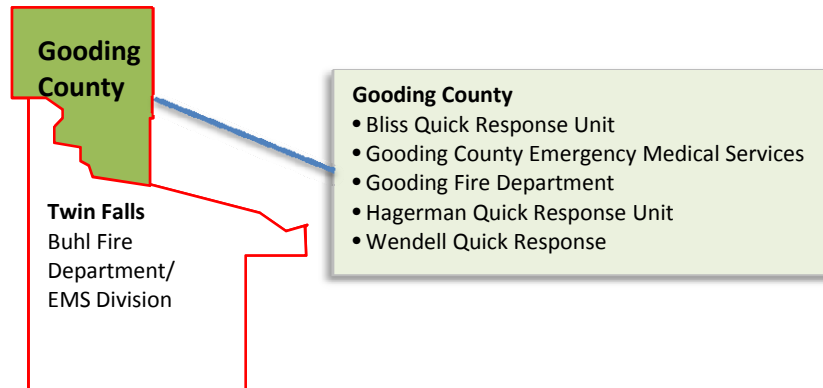 Gooding
County
Gooding County
• Bliss Quick Response Unit
• Gooding County Emergency Medical Services
• Gooding Fire Department
• Hagerman Quick Response Unit
• Wendell Quick Response
Twin Falls
Buhl Fire
Department/
EMS Division